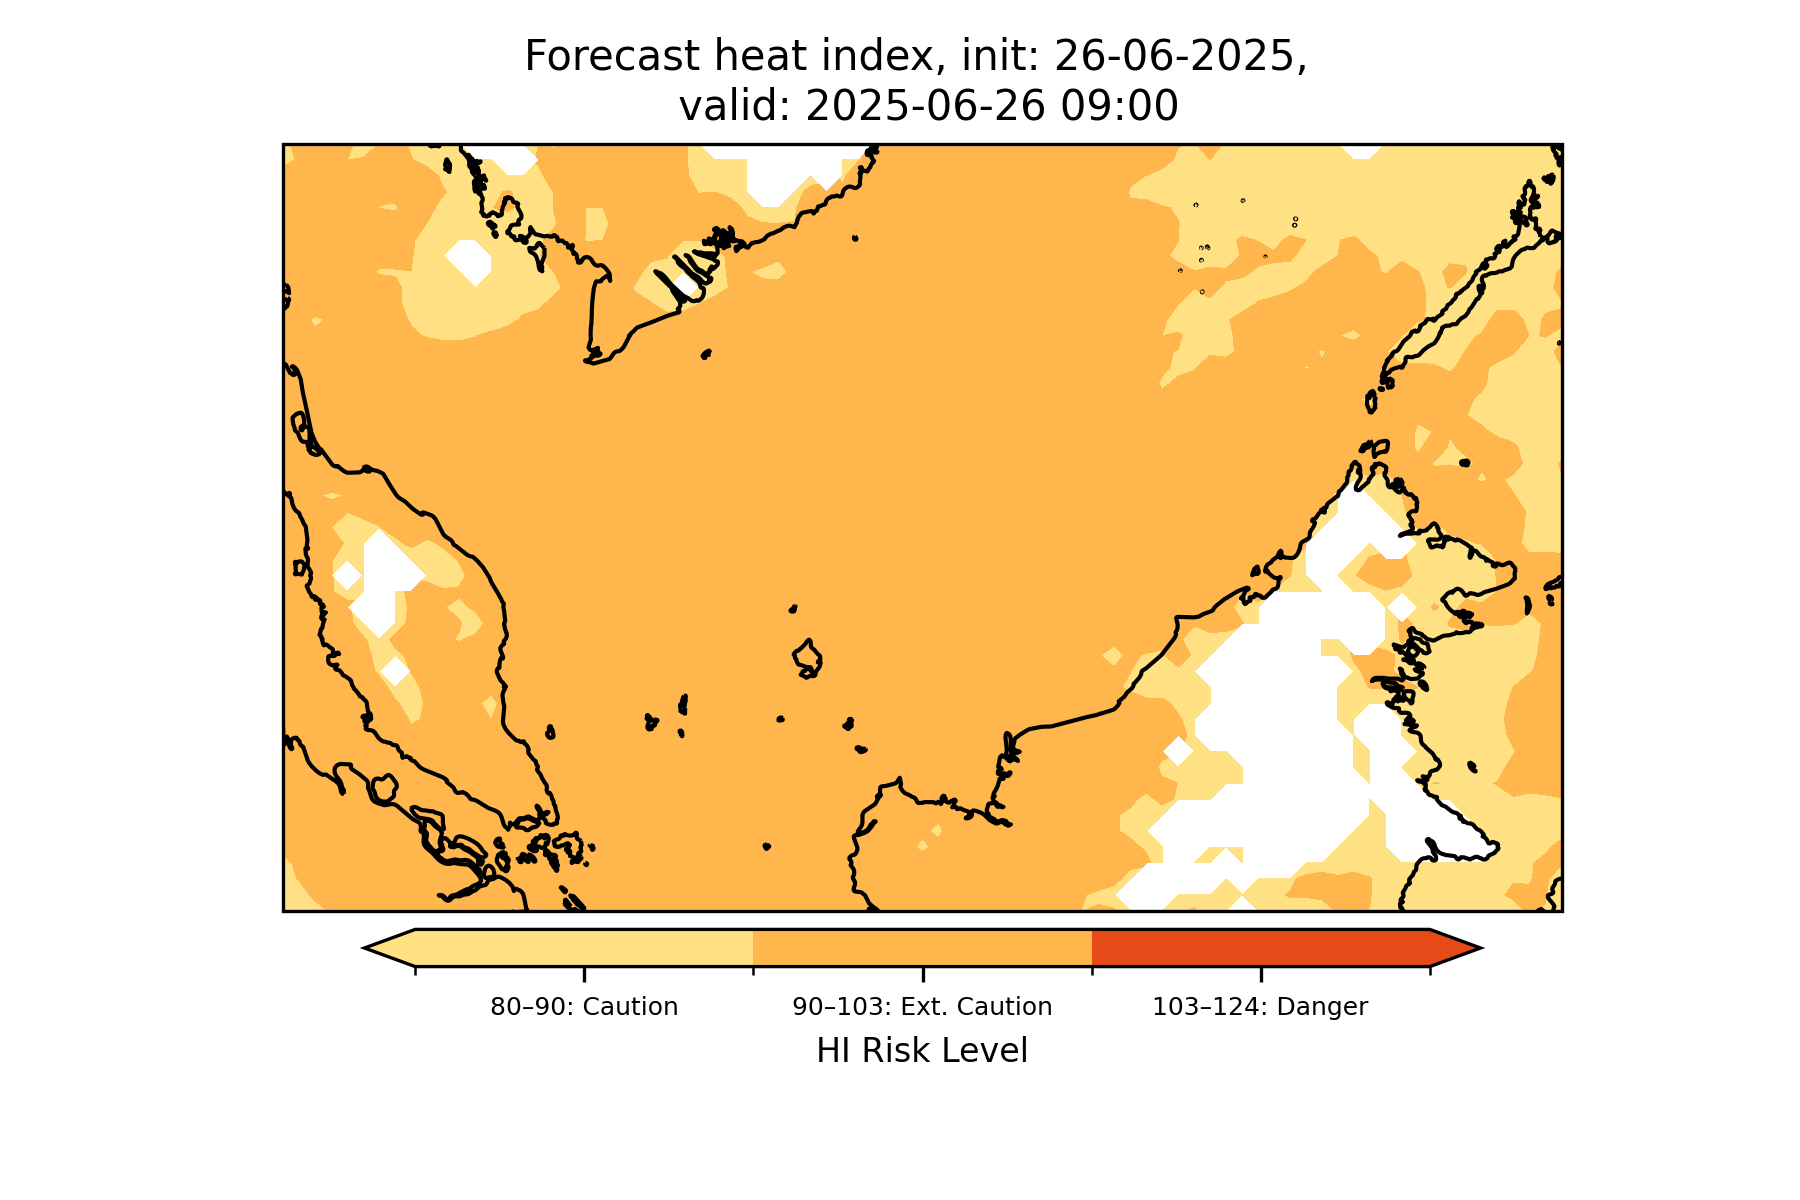 Forecast heat index, init: 26-06-2025,
valid: 2025-06-26 09:00
80–90: Caution
90–103: Ext. Caution
103–124: Danger
HI Risk Level